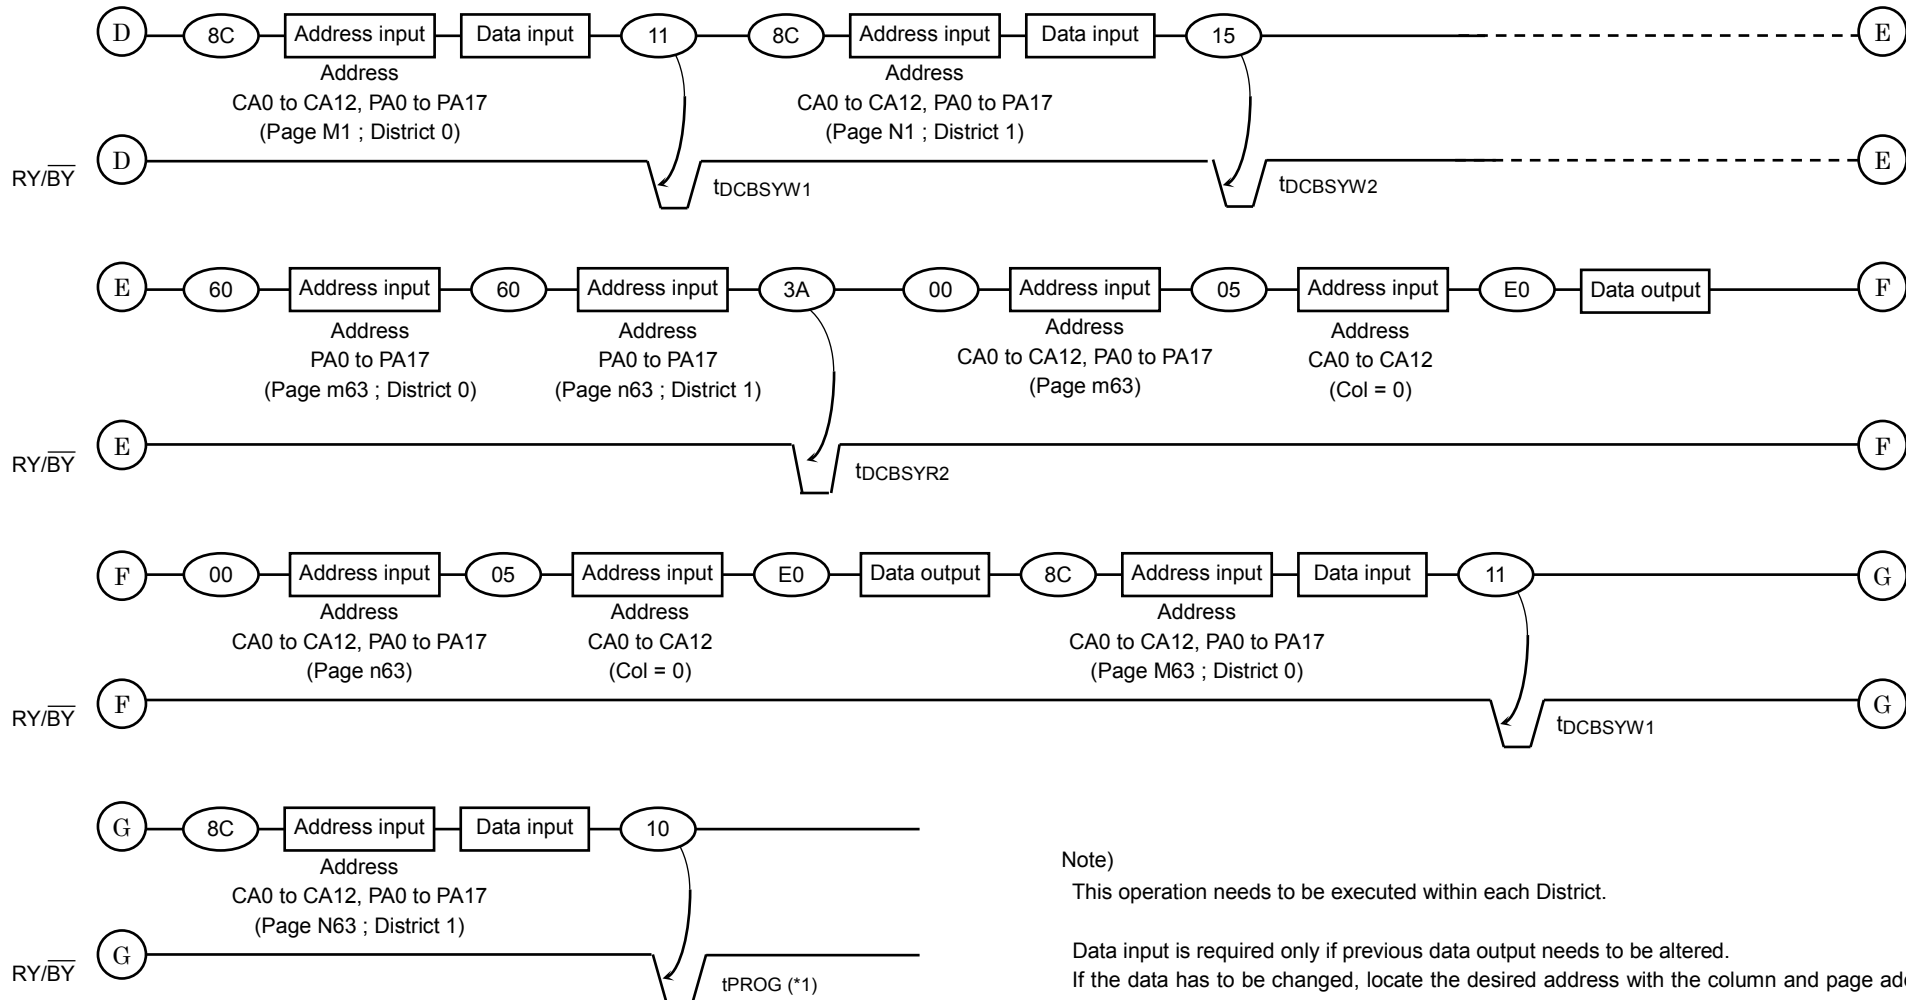 D 8C Address input Data input 11 8C Address input Data input 15 E
Address Address
CA0 to CA12, PA0 to PA17 CA0 to CA12, PA0 to PA17
(Page M1 ; District 0) (Page N1 ; District 1)
RY/BY D tDCBSYW1 tDCBSYW2 E
E 60 Address input 60 Address input 3A 00 Address input 05 Address input E0 Data output F
Address Address Address Address
PA0 to PA17 PA0 to PA17 CA0 to CA12, PA0 to PA17 CA0 to CA12
(Page m63 ; District 0) (Page n63 ; District 1) (Page m63) (Col = 0)
RY/BY E tDCBSYR2 F
F 00 Address input 05 Address input E0 Data output 8C Address input Data input 11 G
Address Address Address
CA0 to CA12, PA0 to PA17 CA0 to CA12 CA0 to CA12, PA0 to PA17
(Page n63) (Col = 0) (Page M63 ; District 0)
RY/BY F tDCBSYW1 G
G 8C Address input Data input 10
Address
CA0 to CA12, PA0 to PA17
(Page N63 ; District 1)
RY/BY G tPROG (*1)
Note)
This operation needs to be executed within each District.
Data input is required only if previous data output needs to be altered.
If the data has to be changed, locate the desired address with the column and page